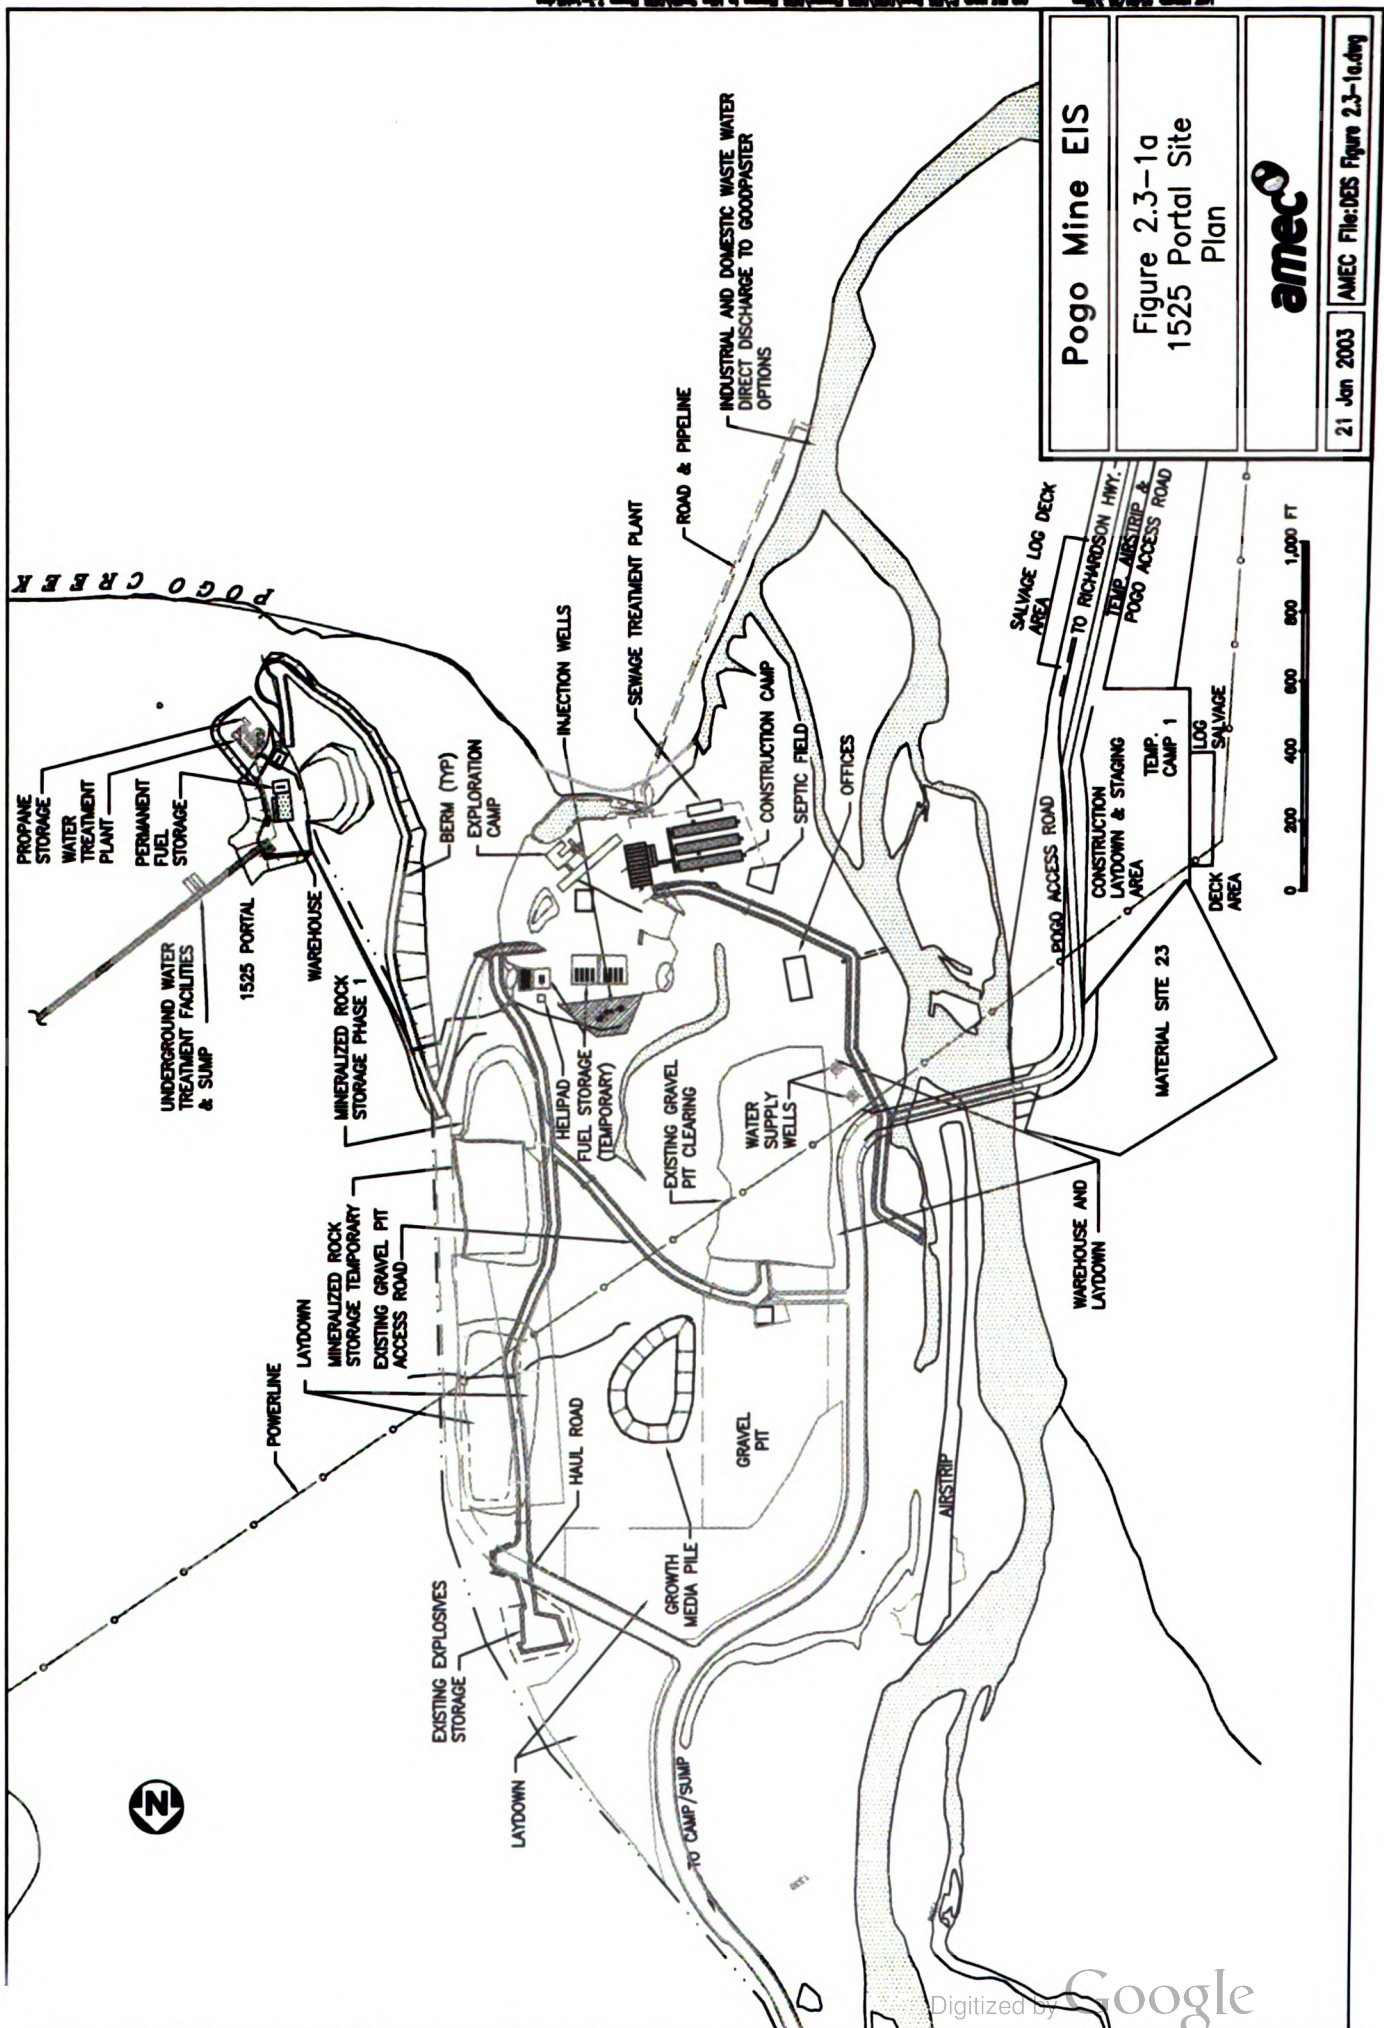 POGO CREEK
PROPANE
STORAGE
WATER
TREATMENT
PLANT
PERMANENT
FUEL
STORAGE
UNDERGROUND WATER
TREATMENT FACILITIES
& SUMP
1525 PORTAL
WAREHOUSE
MINERALIZED ROCK
STORAGE PHASE 1
BERM (TYP)
EXPLORATION
CAMP
INJECTION WELLS
SEWAGE TREATMENT PLANT
ROAD & PIPELINE
INDUSTRIAL AND DOMESTIC WASTE WATER
DIRECT DISCHARGE TO GOODPASTER
OPTIONS
POWERLINE
LAYDOWN
MINERALIZED ROCK
STORAGE TEMPORARY
EXISTING GRAVEL PIT
ACCESS ROAD
HELIPAD
FUEL STORAGE
(TEMPORARY)
EXISTING GRAVEL
PIT CLEARING
WATER
SUPPLY
WELLS
CONSTRUCTION CAMP
SEPTIC FIELD
OFFICES
EXISTING EXPLOSIVES
STORAGE
HAUL ROAD
LAYDOWN
GROWTH
MEDIA PILE
GRAVEL
PIT
TO CAMP/SUMP
AIRSTRIP
WAREHOUSE AND
LAYDOWN
MATERIAL SITE 23
POGO ACCESS ROAD
CONSTRUCTION
LAYDOWN & STAGING
AREA
TEMP.
CAMP 1
LOG
SALVAGE
DECK
AREA
SALVAGE LOG DECK
AREA
TO RICHARDSON HWY.
TEMP. AIRSTRIP &
POGO ACCESS ROAD
N
0 200 400 600 800 1,000 FT
Pogo Mine EIS
Figure 2.3-1a
1525 Portal Site
Plan
amec
21 Jan 2003
AMEC File:DEIS Figure 2.3-1a.dwg
Digitized by Google